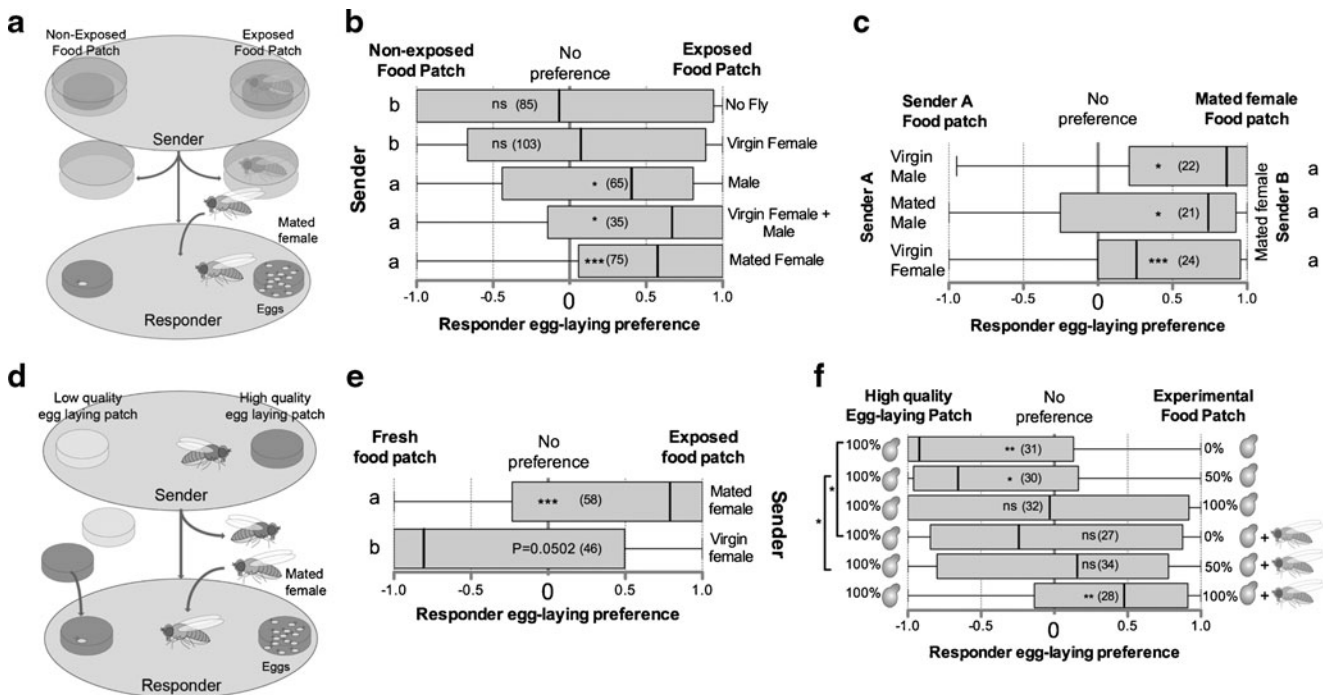 a
Non-Exposed
Food Patch
Exposed
Food Patch
Sender
Mated
female
Eggs
Responder
b
Non-exposed
Food Patch
No
preference
Exposed
Food Patch
Sender
b
ns (85)
No Fly
b
ns (103)
Virgin Female
a
* (65)
Male
a
* (35)
Virgin Female +
Male
a
*** (75)
Mated Female
-1.0 -0.5 0 0.5 1.0
Responder egg-laying preference
c
Sender A
Food patch
No
preference
Mated female
Food patch
Sender A
Virgin
Male
* (22)
a
Mated
Male
* (21)
a
Virgin
Female
*** (24)
a
Mated female
Sender B
-1.0 -0.5 0 0.5 1.0
Responder egg-laying preference
d
Low quality
egg laying patch
High quality
egg laying patch
Sender
Mated
female
Eggs
Responder
e
Fresh
food patch
No
preference
Exposed
food patch
a
*** (58)
Mated
female
b
P=0.0502 (46)
Virgin
female
Sender
-1.0 -0.5 0 0.5 1.0
Responder egg-laying preference
f
High quality
Egg-laying Patch
No
preference
Experimental
Food Patch
100% ** (31) 0%
100% * (30) 50%
100% ns (32) 100%
100% ns (27) 0% +
100% ns (34) 50% +
100% ** (28) 100% +
*
*
-1.0 -0.5 0 0.5 1.0
Responder egg-laying preference